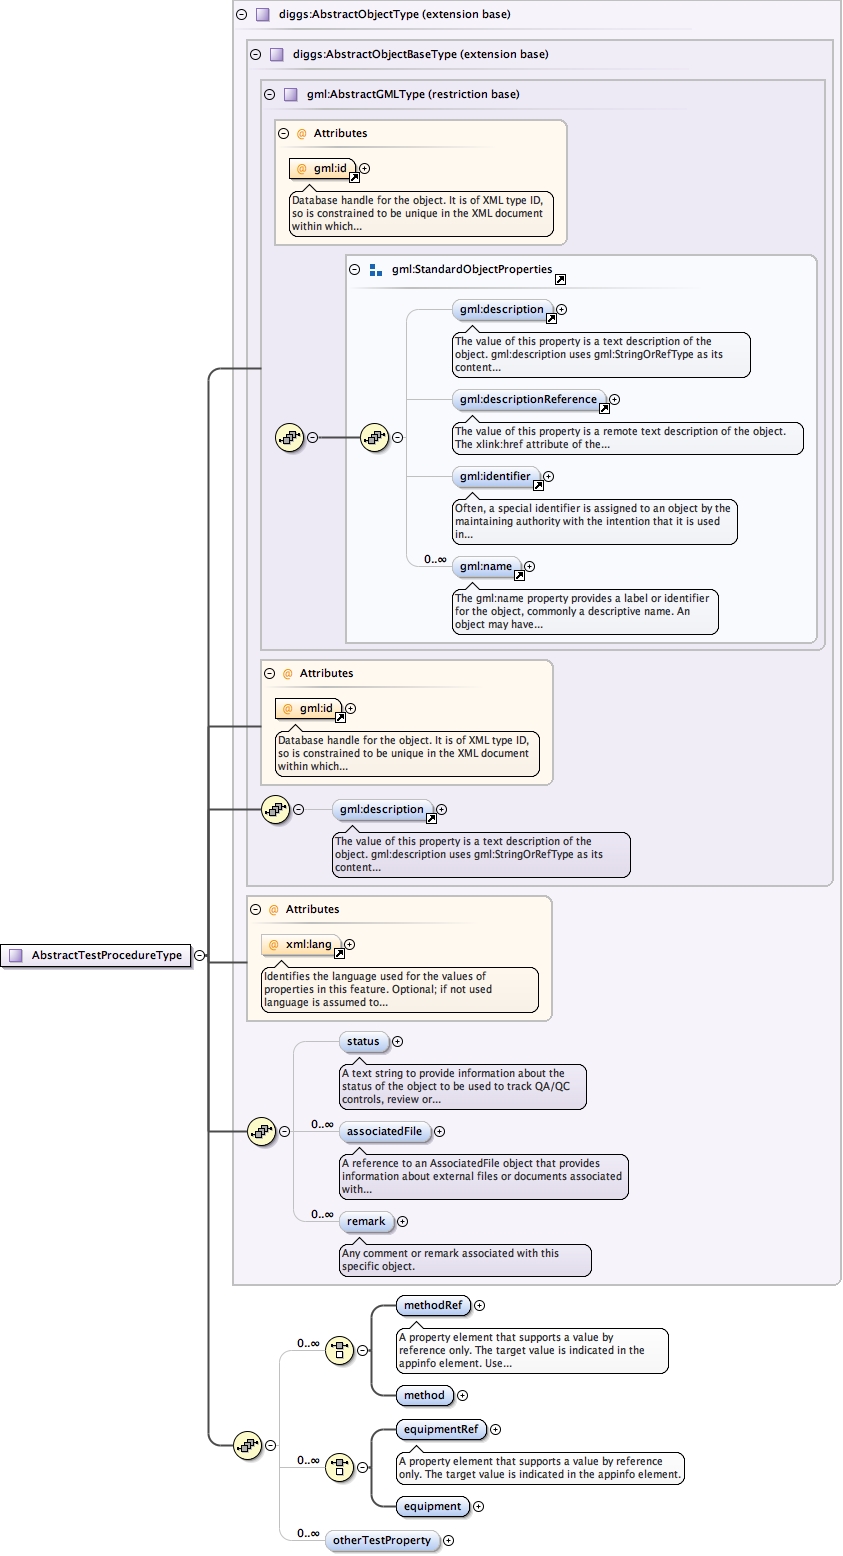 diggs:AbstractObjectType (extension base)
diggs:AbstractObjectBaseType (extension base)
gml:AbstractGMLType (restriction base)
@ Attributes
@ gml:id
Database handle for the object. It is of XML type ID,
so is constrained to be unique in the XML document
within which...
gml:StandardObjectProperties
gml:description
The value of this property is a text description of the
object. gml:description uses gml:StringOrRefType as its
content...
gml:descriptionReference
The value of this property is a remote text description of the object.
The xlink:href attribute of the...
gml:identifier
Often, a special identifier is assigned to an object by the
maintaining authority with the intention that it is used
in...
0..∞
gml:name
The gml:name property provides a label or identifier
for the object, commonly a descriptive name. An
object may have...
@ Attributes
@ gml:id
Database handle for the object. It is of XML type ID,
so is constrained to be unique in the XML document
within which...
gml:description
The value of this property is a text description of the
object. gml:description uses gml:StringOrRefType as its
content...
@ Attributes
@ xml:lang
AbstractTestProcedureType
Identifies the language used for the values of
properties in this feature. Optional; if not used
language is assumed to...
status
A text string to provide information about the
status of the object to be used to track QA/QC
controls, review or...
0..∞
associatedFile
A reference to an AssociatedFile object that provides
information about external files or documents associated
with...
0..∞
remark
Any comment or remark associated with this
specific object.
methodRef
0..∞
A property element that supports a value by
reference only. The target value is indicated in the
appinfo element. Use...
method
equipmentRef
0..∞
A property element that supports a value by reference
only. The target value is indicated in the appinfo element.
equipment
0..∞
otherTestProperty